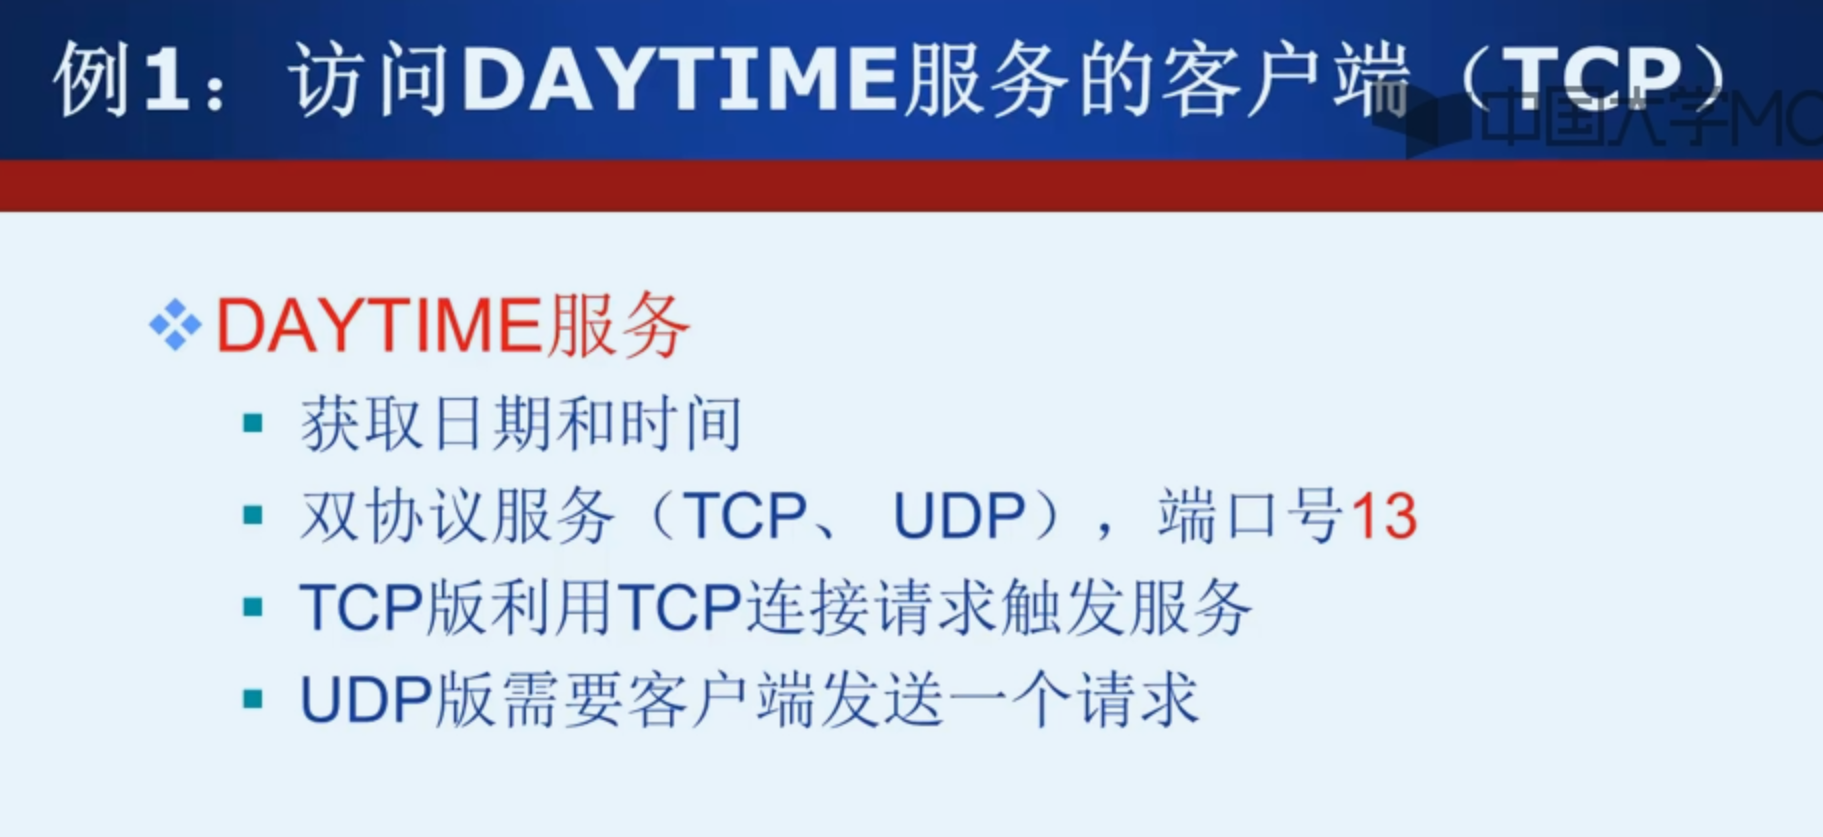 例1：访问DAYTIME服务的客户端（TCP）
中国大学MO
DAYTIME服务
获取日期和时间
双协议服务（TCP、 UDP），端口号13
TCP版利用TCP连接请求触发服务
UDP版需要客户端发送一个请求